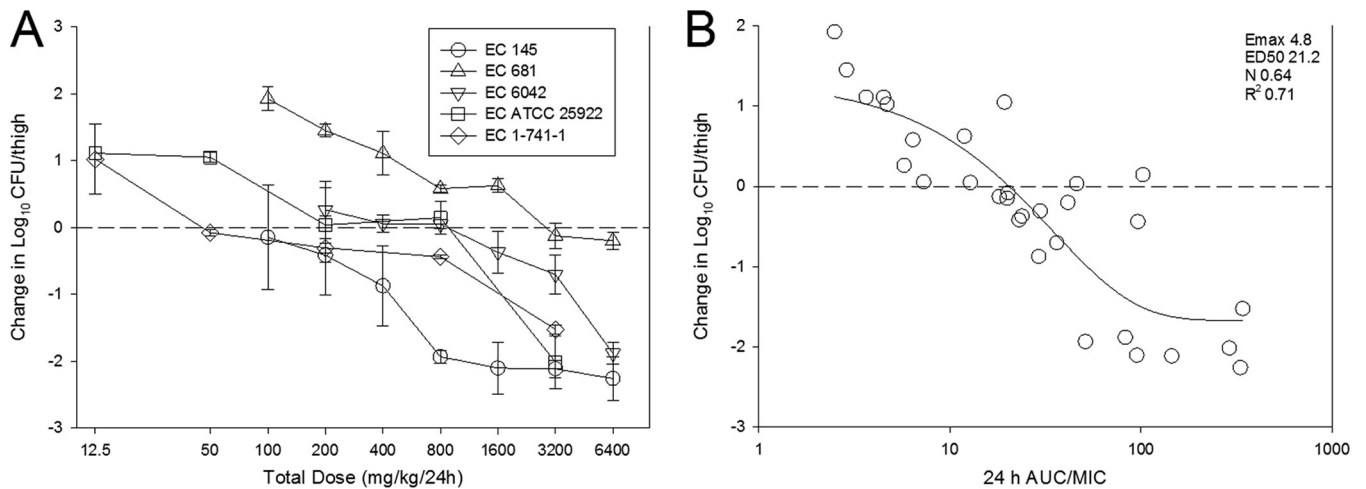 A
3
2
1
0
-1
-2
-3
Change in Log10 CFU/thigh
EC 145
EC 681
EC 6042
EC ATCC 25922
EC 1-741-1
12.5 50 100 200 400 800 1600 3200 6400
Total Dose (mg/kg/24h)
B
2
1
0
-1
-2
-3
Change in Log10 CFU/thigh
Emax 4.8
ED50 21.2
N 0.64
R2 0.71
1 10 100 1000
24 h AUC/MIC